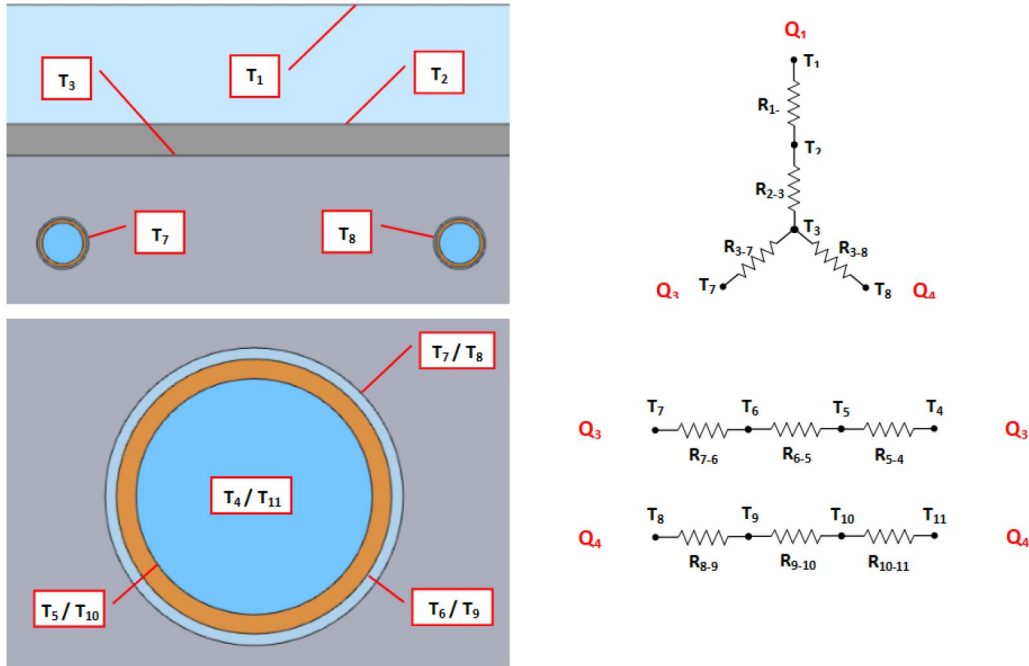 T₃
T₁
T₂
T₇
T₈
Q₁
T₁
R₁₋
T₂
R₂₋₃
T₃
R₃₋₇
R₃₋₈
Q₃
T₇
T₈
Q₄
T₇ / T₈
T₄ / T₁₁
T₅ / T₁₀
T₆ / T₉
T₇ T₆ T₅ T₄
Q₃ Q₃
R₇₋₆ R₆₋₅ R₅₋₄
T₈ T₉ T₁₀ T₁₁
Q₄ Q₄
R₈₋₉ R₉₋₁₀ R₁₀₋₁₁